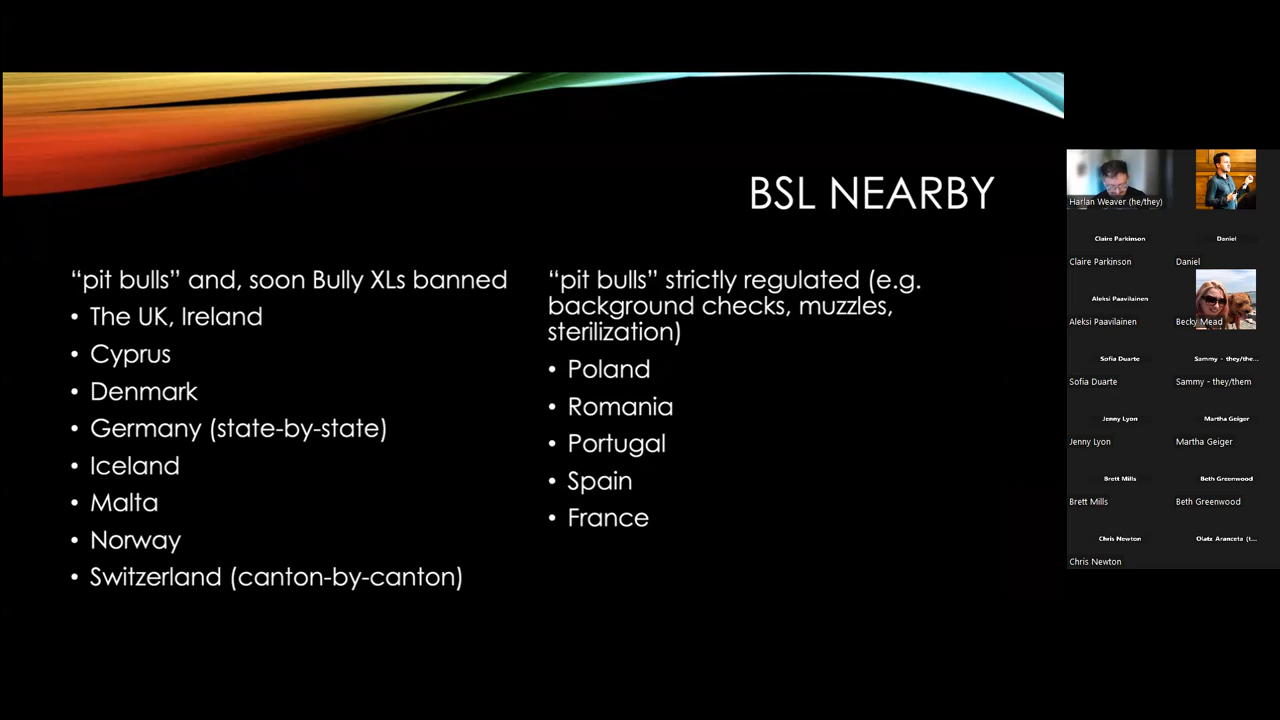 BSL NEARBY
“pit bulls” and, soon Bully XLs banned
• The UK, Ireland
• Cyprus
• Denmark
• Germany (state-by-state)
• Iceland
• Malta
• Norway
• Switzerland (canton-by-canton)
“pit bulls” strictly regulated (e.g.
background checks, muzzles,
sterilization)
• Poland
• Romania
• Portugal
• Spain
• France
Harlan Weaver (he/they)
Claire Parkinson
Daniel
Claire Parkinson
Daniel
Aleksi Paavilainen
Aleksi Paavilainen
Becky Mead
Sofia Duarte
Sammy - they/the...
Sofia Duarte
Sammy - they/them
Jenny Lyon
Martha Geiger
Jenny Lyon
Martha Geiger
Brett Mills
Beth Greenwood
Brett Mills
Beth Greenwood
Chris Newton
Olatz Aranceta (t...
Chris Newton